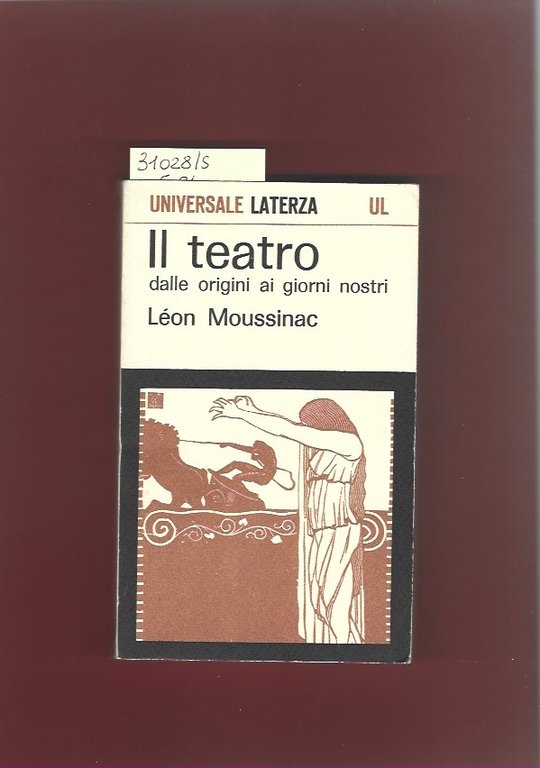 31028/S
UNIVERSALE LATERZA UL
Il teatro
dalle origini ai giorni nostri
Léon Moussinac